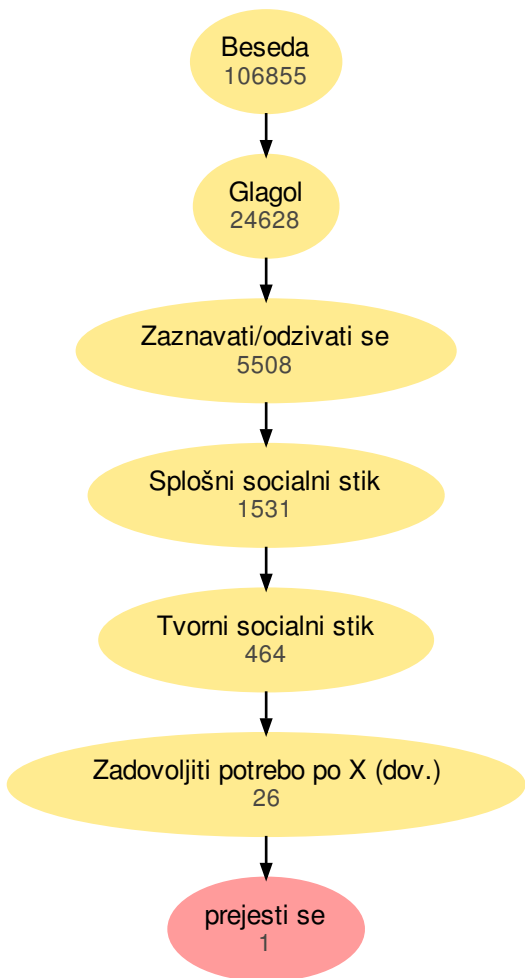 Beseda
106855
Glagol
24628
Zaznavati/odzivati se
5508
Splošni socialni stik
1531
Tvorni socialni stik
464
Zadovoljiti potrebo po X (dov.)
26
prejesti se
1